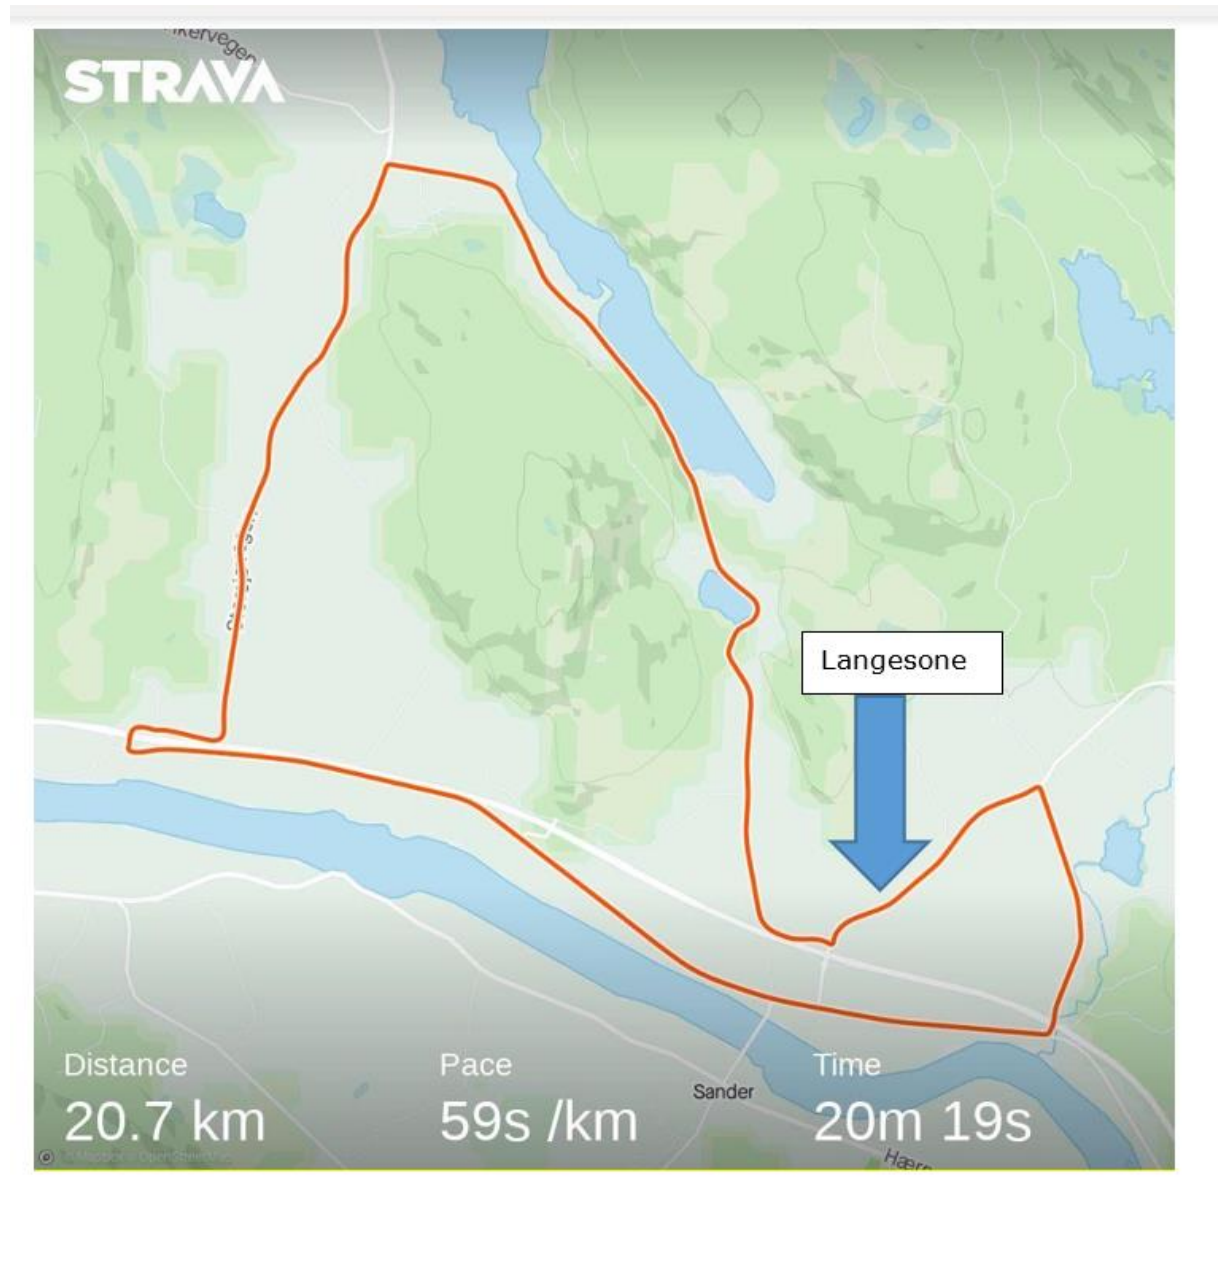 STRAVA
Langesone
Sander
Distance
Pace
Time
20.7 km
59s /km
20m 19s